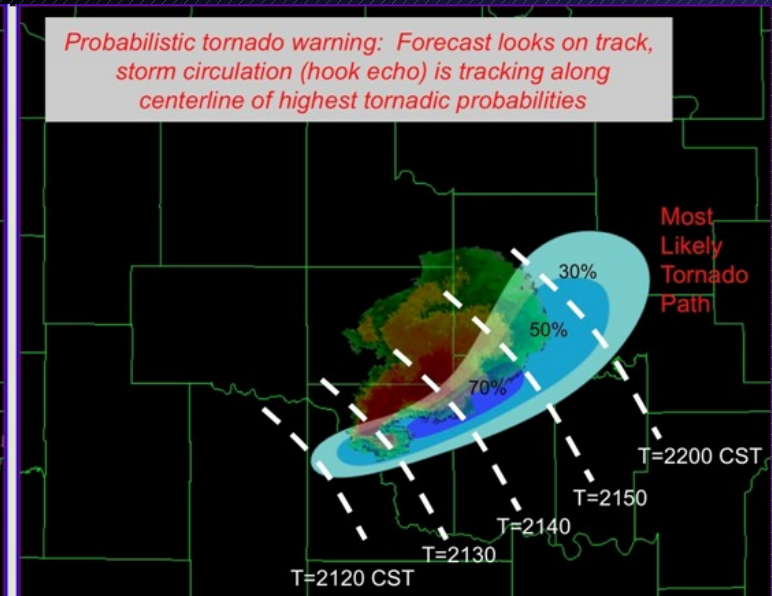 Probabilistic tornado warning: Forecast looks on track,
storm circulation (hook echo) is tracking along
centerline of highest tornadic probabilities
Most
Likely
Tornado
Path
30%
50%
70%
T=2200 CST
T=2150
T=2140
T=2130
T=2120 CST